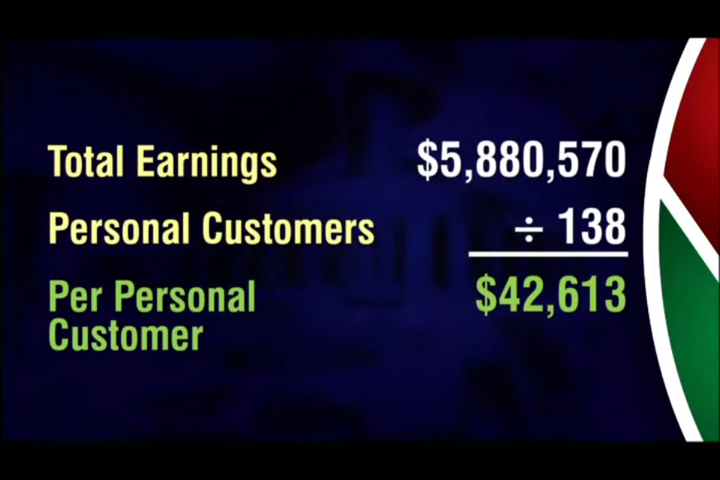 Total Earnings $5,880,570
Personal Customers ÷ 138
Per Personal $42,613
Customer